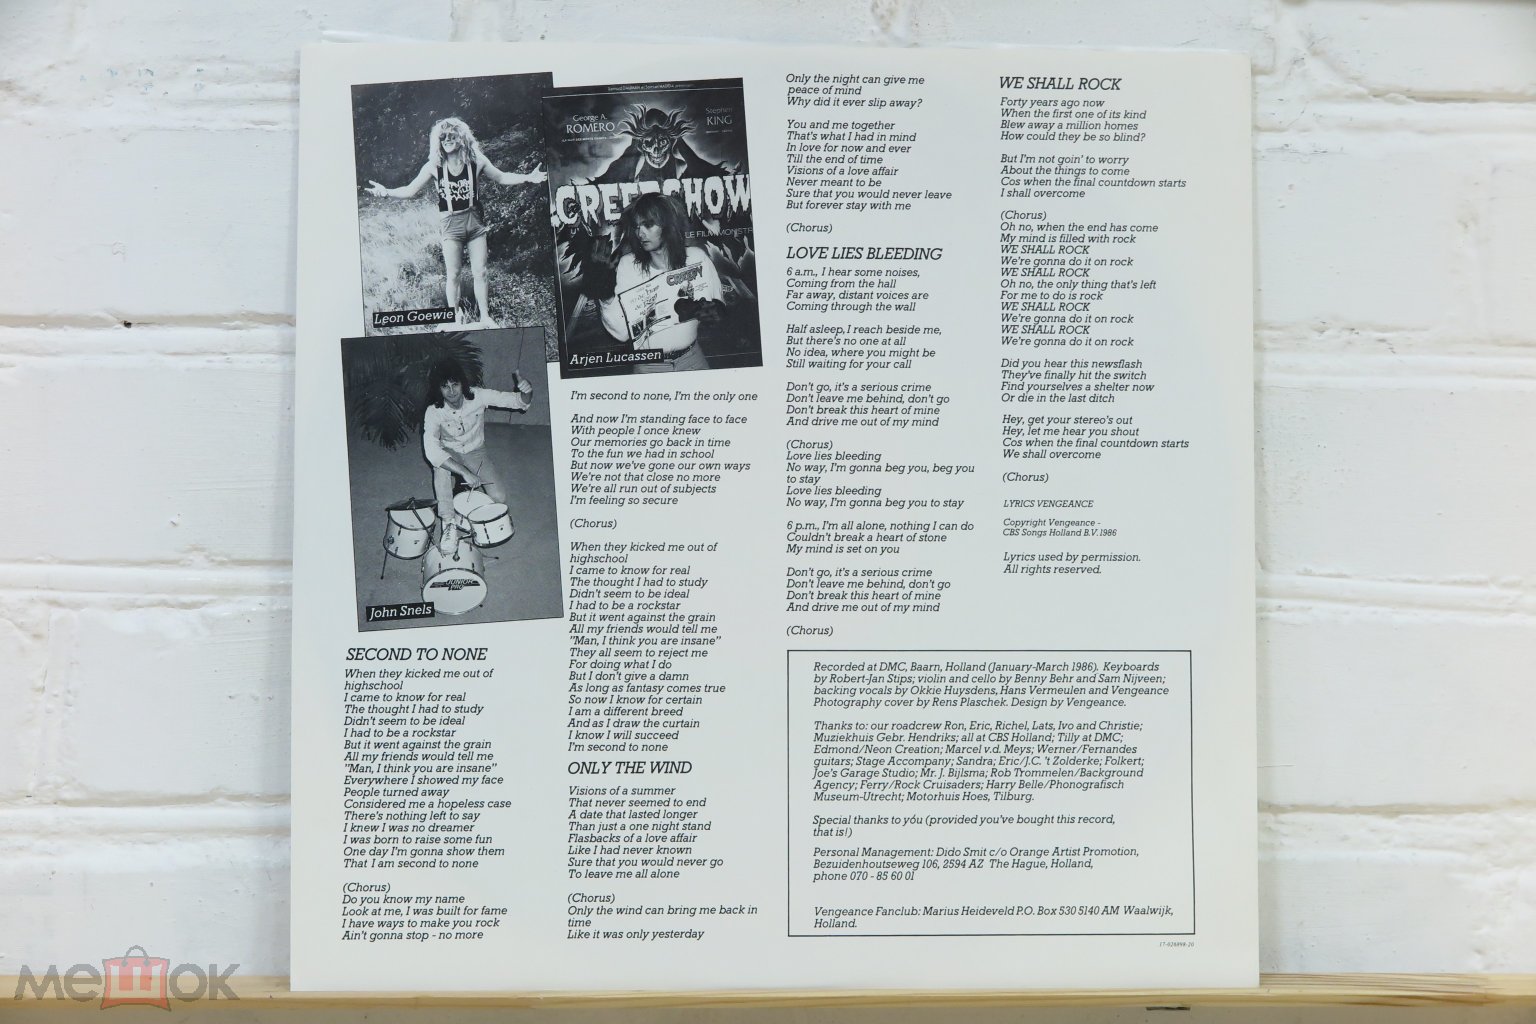 Samuel
George A.
ROMERO
Stephen
KING
CREEPSHOW
LE FILM MONSTRE
CREEPY
Leon Goewie
Arjen Lucassen
JUNIOR
PRO
John Snels
SECOND TO NONE
When they kicked me out of
highschool
I came to know for real
The thought I had to study
Didn't seem to be ideal
I had to be a rockstar
But it went against the grain
All my friends would tell me
"Man, I think you are insane"
Everywhere I showed my face
People turned away
Considered me a hopeless case
There's nothing left to say
I knew I was no dreamer
I was born to raise some fun
One day I'm gonna show them
That I am second to none
(Chorus)
Do you know my name
Look at me, I was built for fame
I have ways to make you rock
Ain't gonna stop - no more
I'm second to none, I'm the only one
And now I'm standing face to face
With people I once knew
Our memories go back in time
To the fun we had in school
But now we've gone our own ways
We're not that close no more
We're all run out of subjects
I'm feeling so secure
(Chorus)
When they kicked me out of
highschool
I came to know for real
The thought I had to study
Didn't seem to be ideal
I had to be a rockstar
But it went against the grain
All my friends would tell me
"Man, I think you are insane"
They all seem to reject me
For doing what I do
But I don't give a damn
As long as fantasy comes true
So now I know for certain
I am a different breed
And as I draw the curtain
I know I will succeed
I'm second to none
ONLY THE WIND
Visions of a summer
That never seemed to end
A date that lasted longer
Than just a one night stand
Flasbacks of a love affair
Like I had never known
Sure that you would never go
To leave me all alone
(Chorus)
Only the wind can bring me back in
time
Like it was only yesterday
Only the night can give me
peace of mind
Why did it ever slip away?
You and me together
That's what I had in mind
In love for now and ever
Till the end of time
Visions of a love affair
Never meant to be
Sure that you would never leave
But forever stay with me
(Chorus)
LOVE LIES BLEEDING
6 a.m., I hear some noises,
Coming from the hall
Far away, distant voices are
Coming through the wall
Half asleep, I reach beside me,
But there's no one at all
No idea, where you might be
Still waiting for your call
Don't go, it's a serious crime
Don't leave me behind, don't go
Don't break this heart of mine
And drive me out of my mind
(Chorus)
Love lies bleeding
No way, I'm gonna beg you, beg you
to stay
Love lies bleeding
No way, I'm gonna beg you to stay
6 p.m., I'm all alone, nothing I can do
Couldn't break a heart of stone
My mind is set on you
Don't go, it's a serious crime
Don't leave me behind, don't go
Don't break this heart of mine
And drive me out of my mind
(Chorus)
WE SHALL ROCK
Forty years ago now
When the first one of its kind
Blew away a million homes
How could they be so blind?
But I'm not goin' to worry
About the things to come
Cos when the final countdown starts
I shall overcome
(Chorus)
Oh no, when the end has come
My mind is filled with rock
WE SHALL ROCK
We're gonna do it on rock
WE SHALL ROCK
Oh no, the only thing that's left
For me to do is rock
WE SHALL ROCK
We're gonna do it on rock
WE SHALL ROCK
We're gonna do it on rock
Did you hear this newsflash
They've finally hit the switch
Find yourselves a shelter now
Or die in the last ditch
Hey, get your stereo's out
Hey, let me hear you shout
Cos when the final countdown starts
We shall overcome
(Chorus)
LYRICS VENGEANCE
Copyright Vengeance -
CBS Songs Holland B.V. 1986
Lyrics used by permission.
All rights reserved.
Recorded at DMC, Baarn, Holland (January-March 1986). Keyboards
by Robert-Jan Stips; violin and cello by Benny Behr and Sam Nijveen;
backing vocals by Okkie Huysdens, Hans Vermeulen and Vengeance
Photography cover by Rens Plaschek. Design by Vengeance.
Thanks to: our roadcrew Ron, Eric, Richel, Lats, Ivo and Christie;
Muziekhuis Gebr. Hendriks; all at CBS Holland; Tilly at DMC;
Edmond/Neon Creation; Marcel v.d. Meys; Werner/Fernandes
guitars; Stage Accompany; Sandra; Eric/J.C. 't Zolderke; Folkert;
Joe's Garage Studio; Mr. J. Bijlsma; Rob Trommelen/Background
Agency; Ferry/Rock Cruisaders; Harry Belle/Phonografisch
Museum-Utrecht; Motorhuis Hoes, Tilburg.
Special thanks to yóu (provided you've bought this record,
that is!)
Personal Management: Dido Smit c/o Orange Artist Promotion,
Bezuidenhoutseweg 106, 2594 AZ The Hague, Holland,
phone 070 - 85 60 01
Vengeance Fanclub: Marius Heideveld P.O. Box 530 5140 AM Waalwijk,
Holland.
17-026898-20
мешок